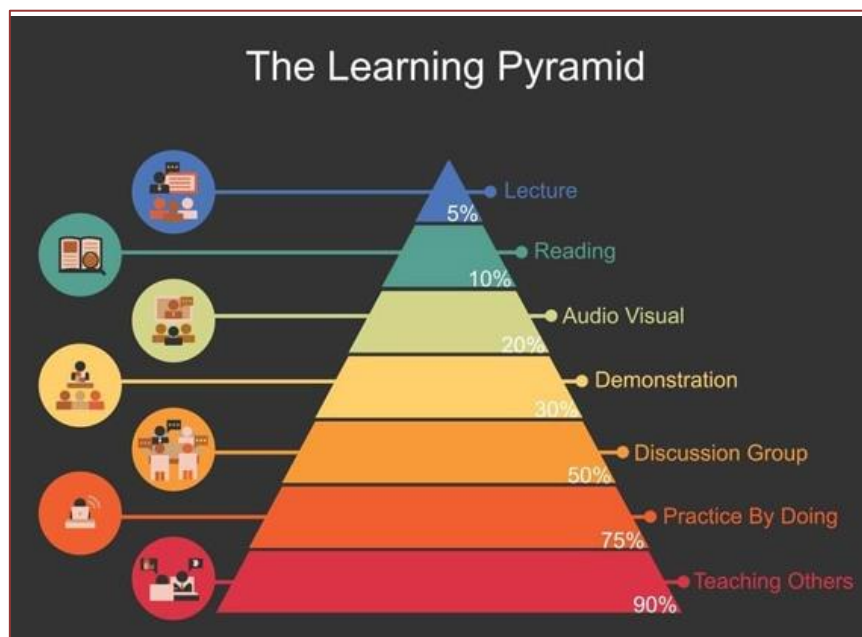 The Learning Pyramid
Lecture
5%
Reading
10%
Audio Visual
20%
Demonstration
30%
Discussion Group
50%
Practice By Doing
75%
Teaching Others
90%